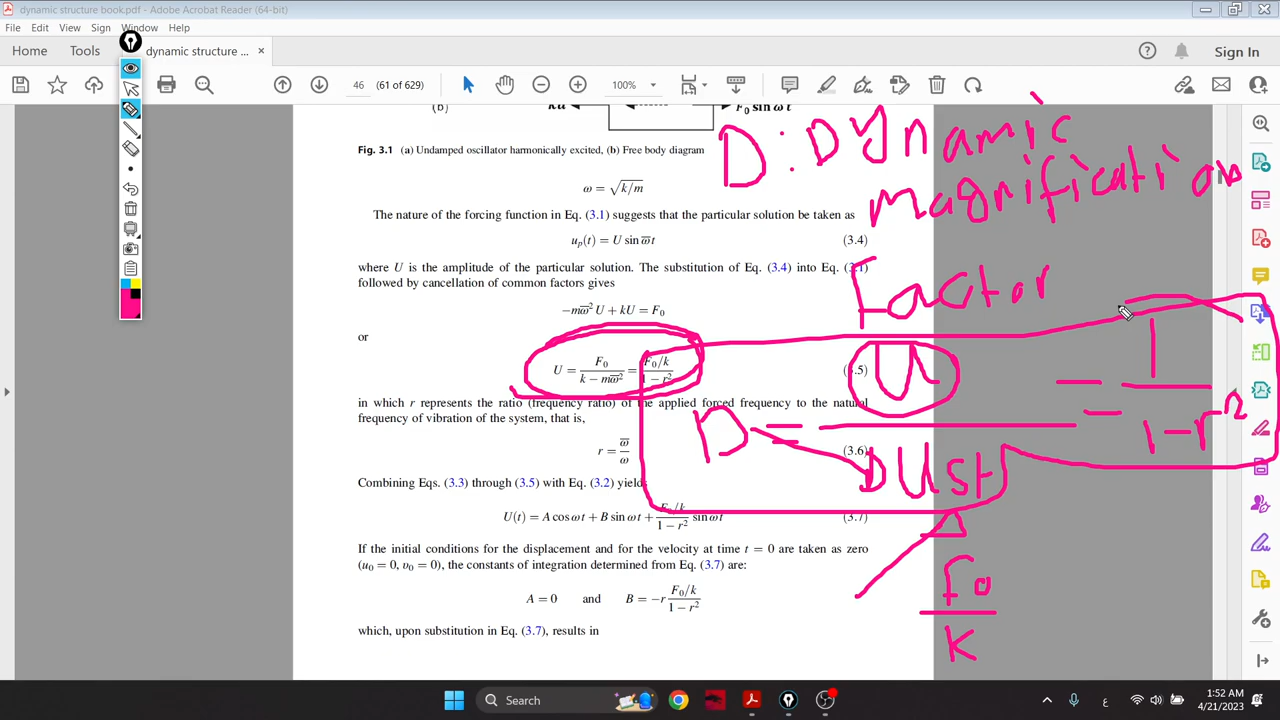 dynamic structure book.pdf - Adobe Acrobat Reader (64-bit)
File Edit View Sign Window Help
Home Tools dynamic structure ... × Sign In
46 (61 of 629) 100%
(b) F₀ sin ω̅ t
D: Dynamic
magnification
Factor
Fig. 3.1 (a) Undamped oscillator harmonically excited, (b) Free body diagram
ω = √k/m
The nature of the forcing function in Eq. (3.1) suggests that the particular solution be taken as
uₚ(t) = U sin ω̅ t (3.4)
where U is the amplitude of the particular solution. The substitution of Eq. (3.4) into Eq. (3.1)
followed by cancellation of common factors gives
−mω̅² U + kU = F₀
or
U = F₀/(k − mω̅²) = (F₀/k)/(1 − r²) (3.5)
D = U/Ust = 1/(1-r²)
in which r represents the ratio (frequency ratio) of the applied forced frequency to the natural
frequency of vibration of the system, that is,
r = ω̅/ω (3.6)
Combining Eqs. (3.3) through (3.5) with Eq. (3.2) yields
U(t) = A cos ωt + B sin ωt + (F₀/k)/(1 − r²) sin ω̅t (3.7)
If the initial conditions for the displacement and for the velocity at time t = 0 are taken as zero
(u₀ = 0, υ₀ = 0), the constants of integration determined from Eq. (3.7) are:
A = 0 and B = −r (F₀/k)/(1 − r²)
fo
K
which, upon substitution in Eq. (3.7), results in
Search
ع
1:52 AM
4/21/2023